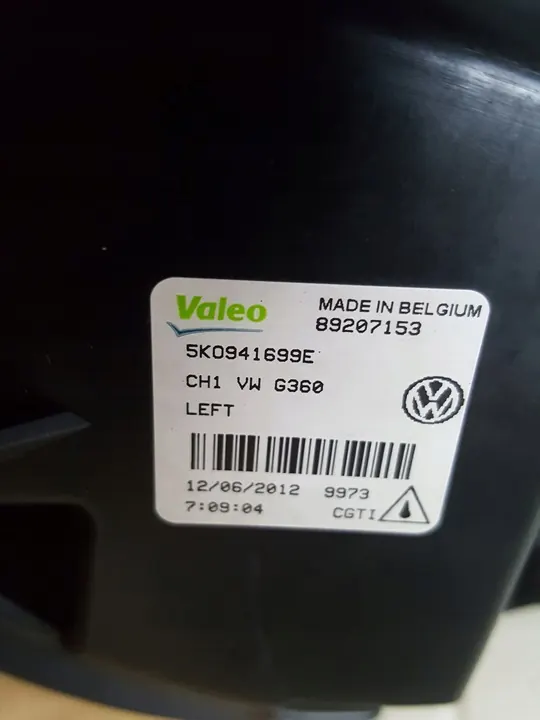 Valeo
MADE IN BELGIUM
89207153
5K0941699E
CH1 VW G360
LEFT
12/06/2012 9973
7:09:04 CGTI